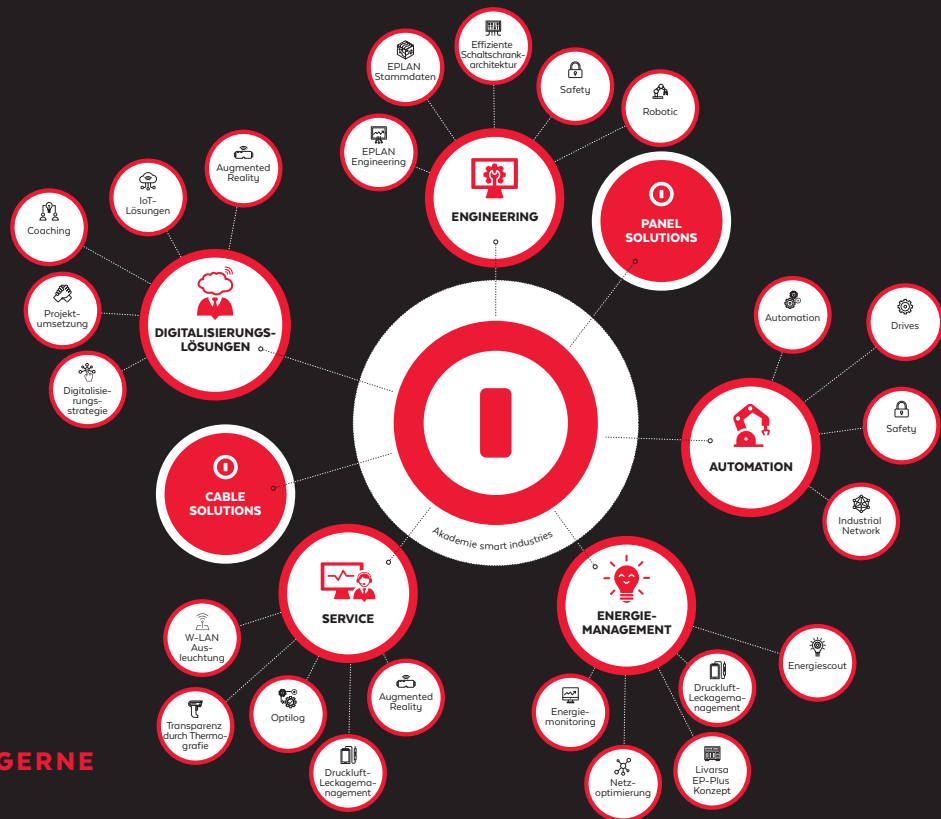 EPLAN
Stammdaten
Effiziente
Schaltschrank-
architektur
Safety
Robotic
EPLAN
Engineering
ENGINEERING
PANEL
SOLUTIONS
Augmented
Reality
IoT-
Lösungen
Coaching
Projekt-
umsetzung
Digitalisie-
rungs-
strategie
DIGITALISIERUNGS-
LÖSUNGEN
Automation
Drives
Safety
Industrial
Network
AUTOMATION
CABLE
SOLUTIONS
Akademie smart industries
SERVICE
W-LAN
Aus-
leuchtung
Transparenz
durch Thermo-
grafie
Optilog
Druckluft-
Leckagema-
nagement
Augmented
Reality
ENERGIE-
MANAGEMENT
Energiescout
Druckluft-
Leckagema-
nagement
Energie-
monitoring
Netz-
optimierung
Livarsa
EP-Plus
Konzept
GERNE